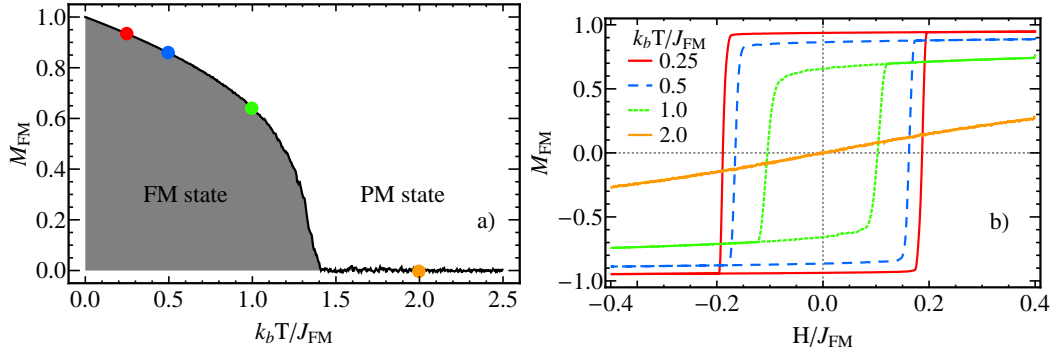 1.0
0.8
0.6
0.4
0.2
0.0
M_FM
FM state
PM state
a)
0.0 0.5 1.0 1.5 2.0 2.5
k_bT/J_FM
1.0
0.5
0.0
−0.5
−1.0
M_FM
k_bT/J_FM
0.25
0.5
1.0
2.0
b)
−0.4 −0.2 0.0 0.2 0.4
H/J_FM